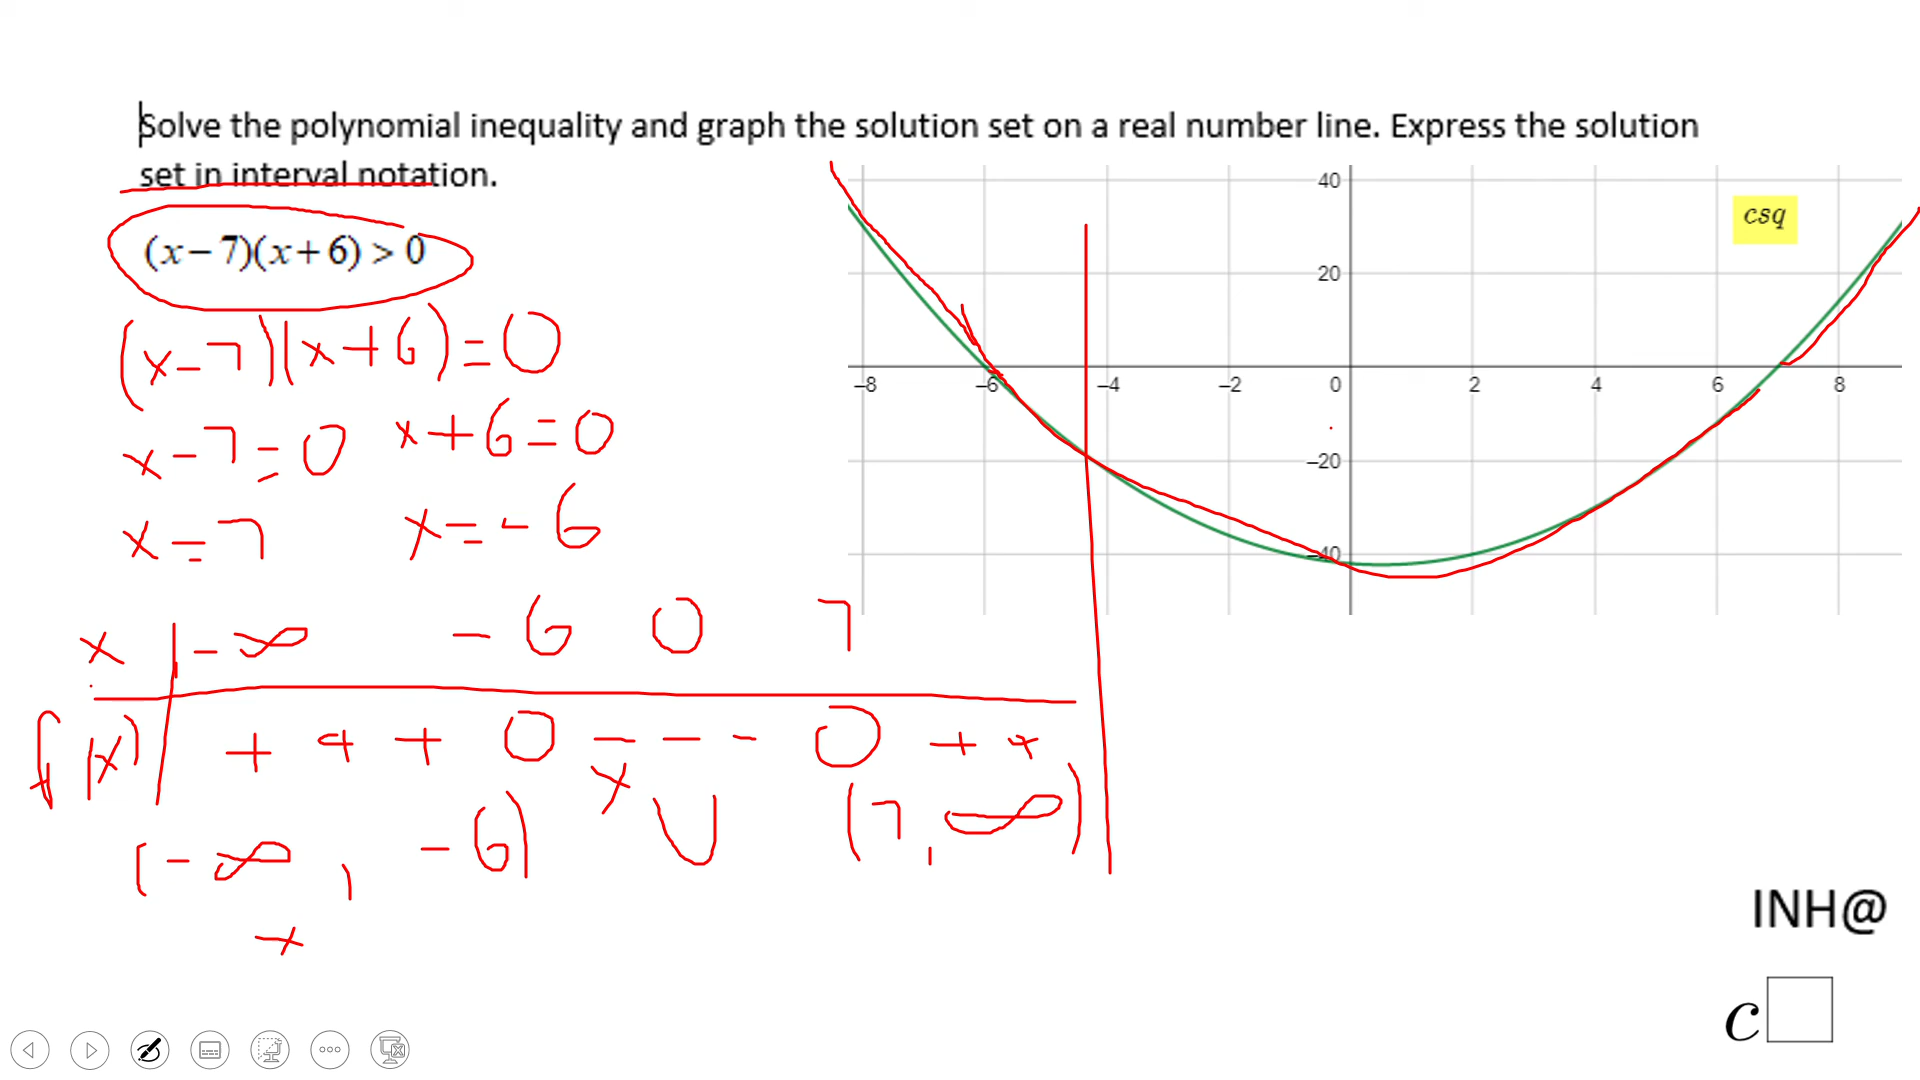 Solve the polynomial inequality and graph the solution set on a real number line. Express the solution
set in interval notation.
(x − 7)(x + 6) > 0
(x − 7)(x + 6) = 0
x − 7 = 0 x + 6 = 0
x = 7 x = −6
x | −∞ −6 0 7
f(x) + + + 0 − − − 0 + +
(−∞, −6) ∪ (7, ∞)
40
20
−8 −6 −4 −2 0 2 4 6 8
−20
−40
csq
INH@
c